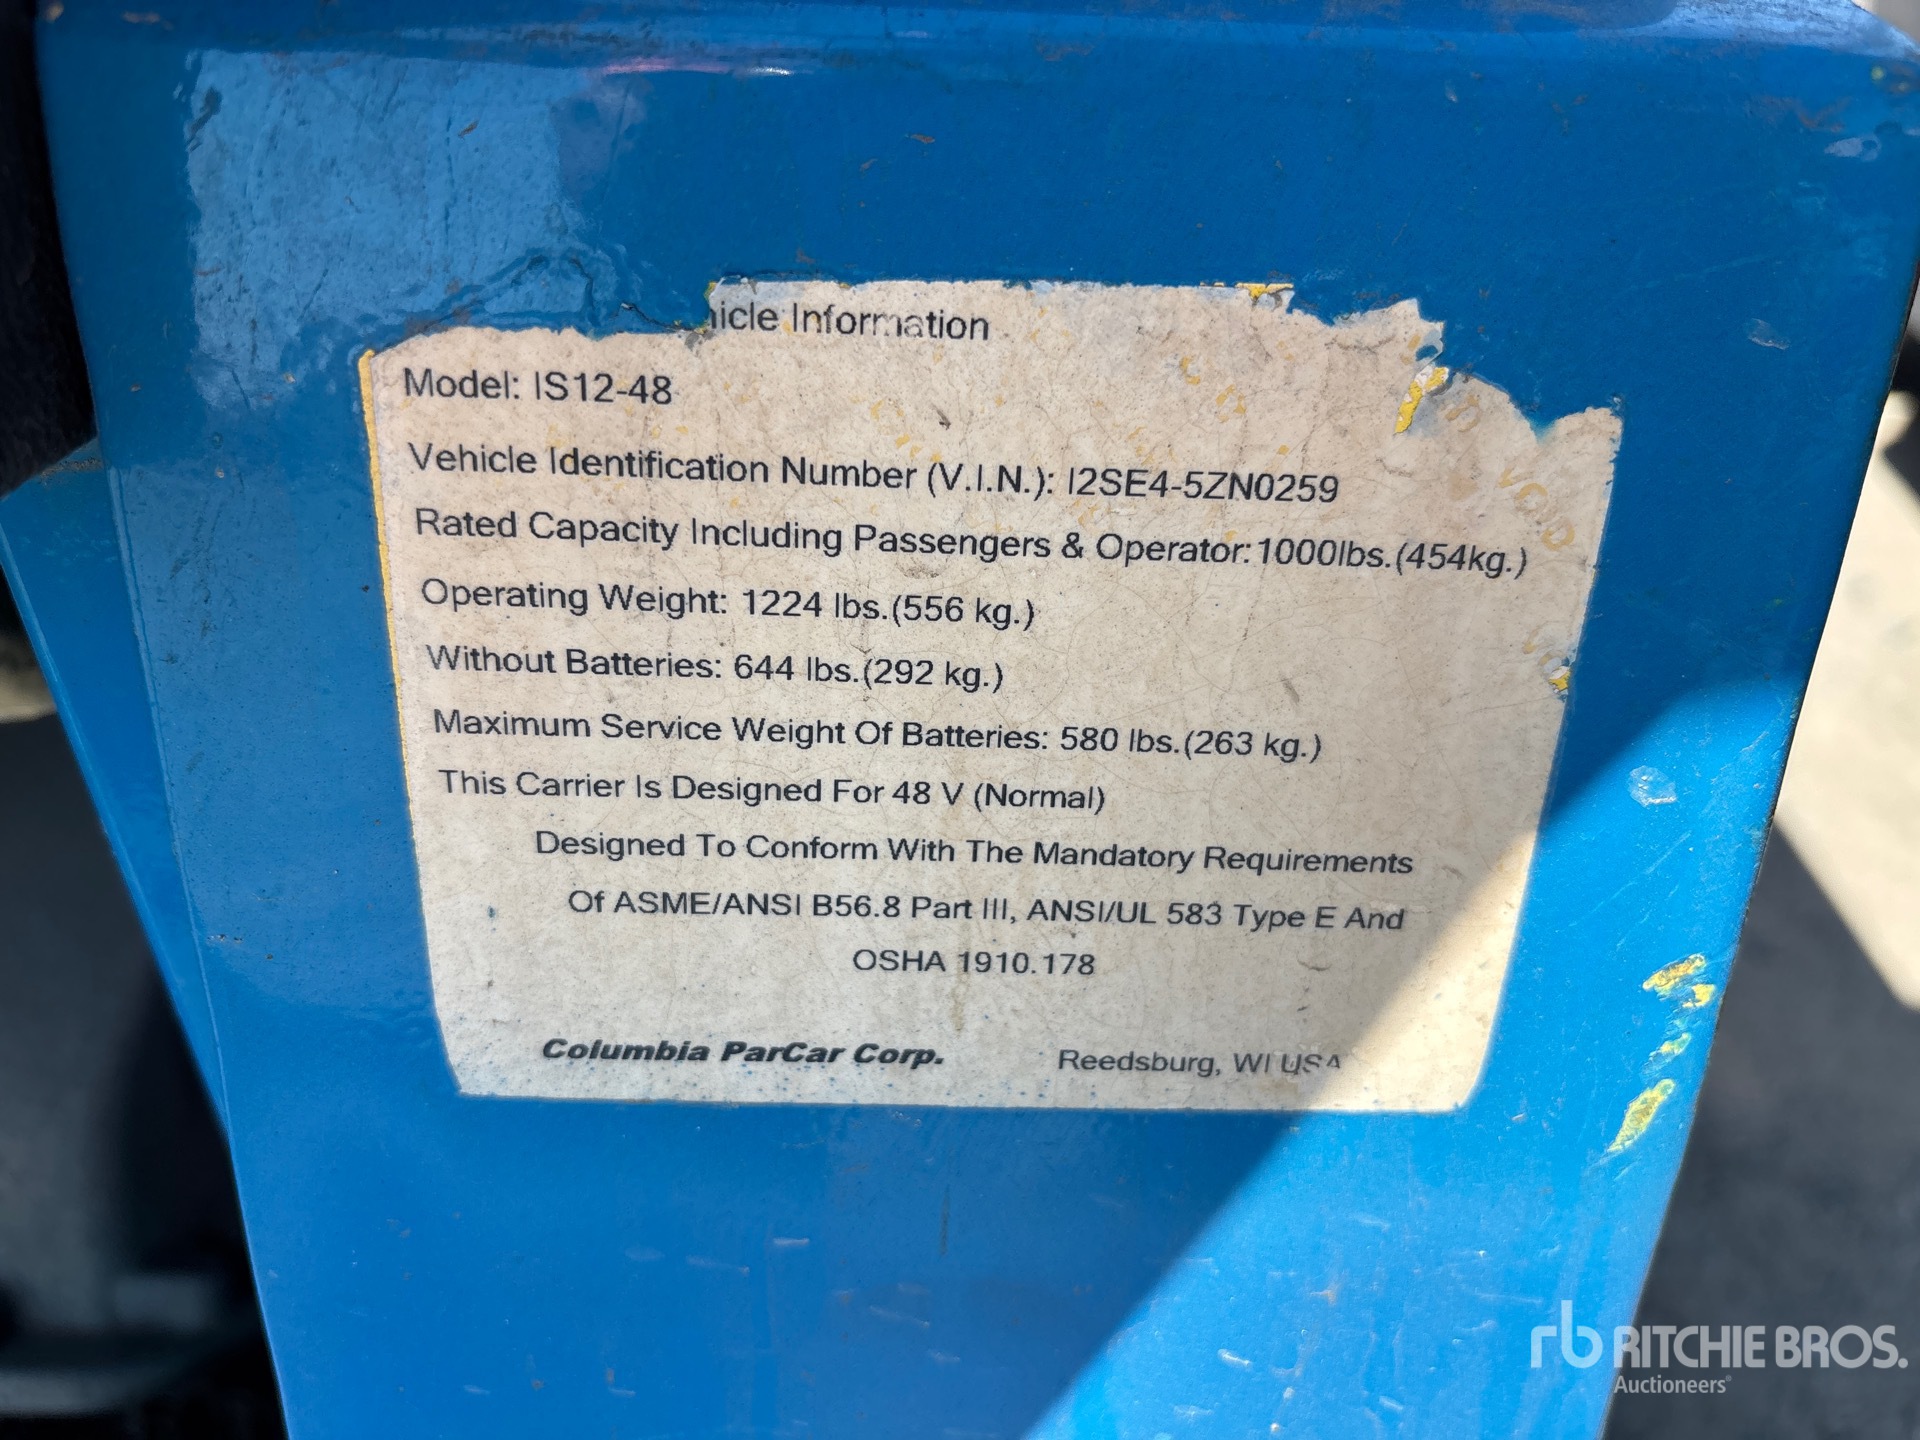 hicle Information
Model: IS12-48
Vehicle Identification Number (V.I.N.): I2SE4-5ZN0259
Rated Capacity Including Passengers & Operator: 1000lbs.(454kg.)
Operating Weight: 1224 lbs.(556 kg.)
Without Batteries: 644 lbs.(292 kg.)
Maximum Service Weight Of Batteries: 580 lbs.(263 kg.)
This Carrier Is Designed For 48 V (Normal)
Designed To Conform With The Mandatory Requirements
Of ASME/ANSI B56.8 Part III, ANSI/UL 583 Type E And
OSHA 1910.178
Columbia ParCar Corp. Reedsburg, WI USA
VOID
rb RITCHIE BROS.
Auctioneers